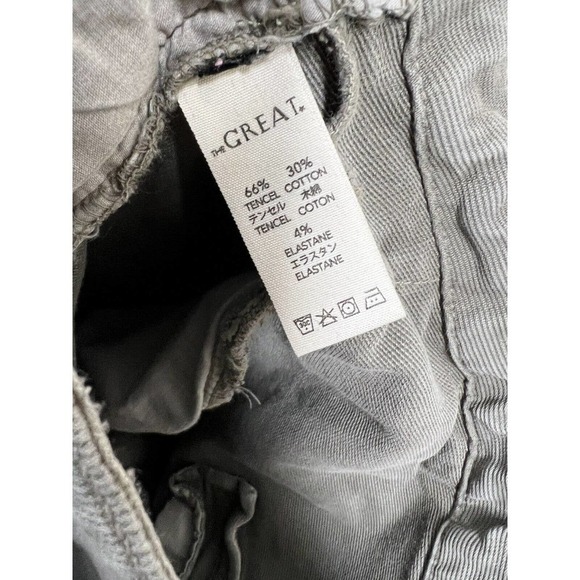 THE GREAT.
66% 30%
TENCEL COTTON
テンセル 木綿
TENCEL COTON
4%
ELASTANE
エラスタン
ELASTANE
30C